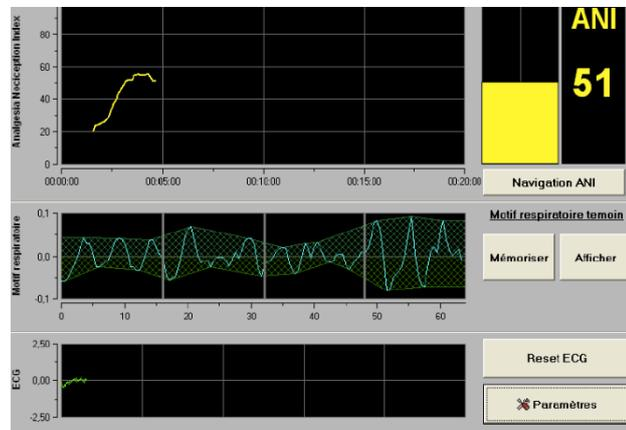 Analgesia Nociception Index
80
60
40
20
0
00:00:00
00:05:00
00:10:00
00:15:00
00:20:00
ANI
51
Navigation ANI
Motif respiratoire
0,1
0,0
-0,1
0
10
20
30
40
50
60
Motif respiratoire temoin
Mémoriser
Afficher
ECG
2,50
0,00
-2,50
Reset ECG
Paramètres